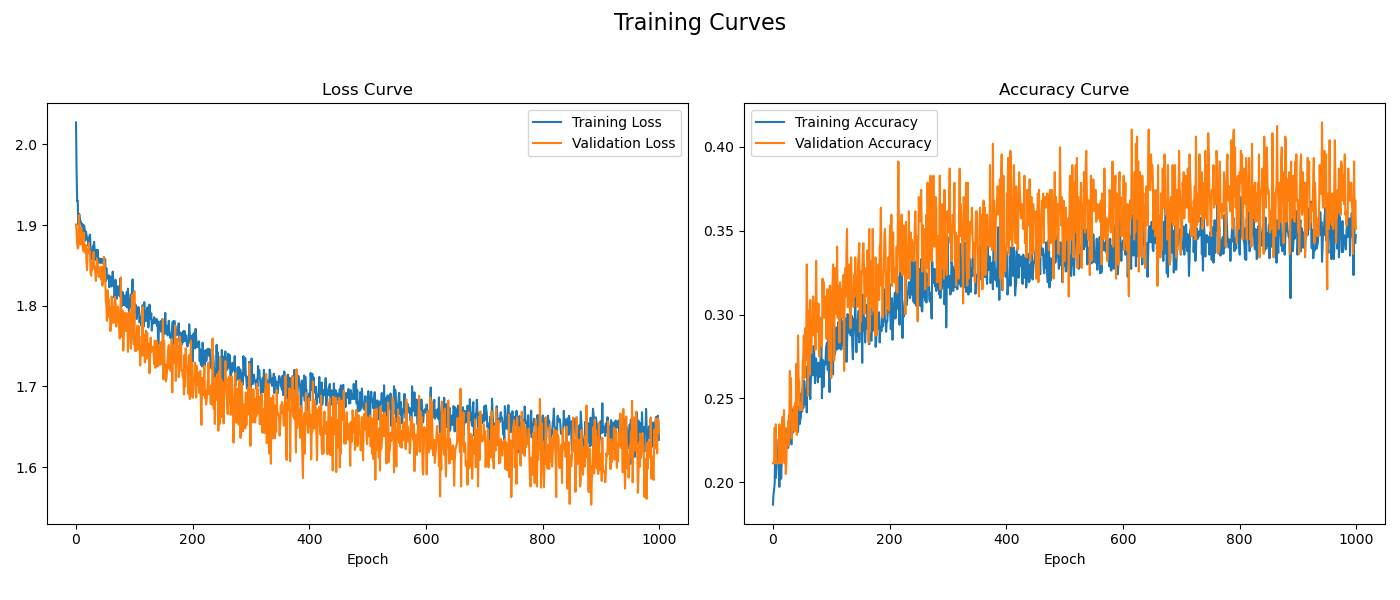 Training Curves
Loss Curve
Training Loss
Validation Loss
2.0
1.9
1.8
1.7
1.6
0
200
400
600
800
1000
Epoch
Accuracy Curve
Training Accuracy
Validation Accuracy
0.40
0.35
0.30
0.25
0.20
0
200
400
600
800
1000
Epoch